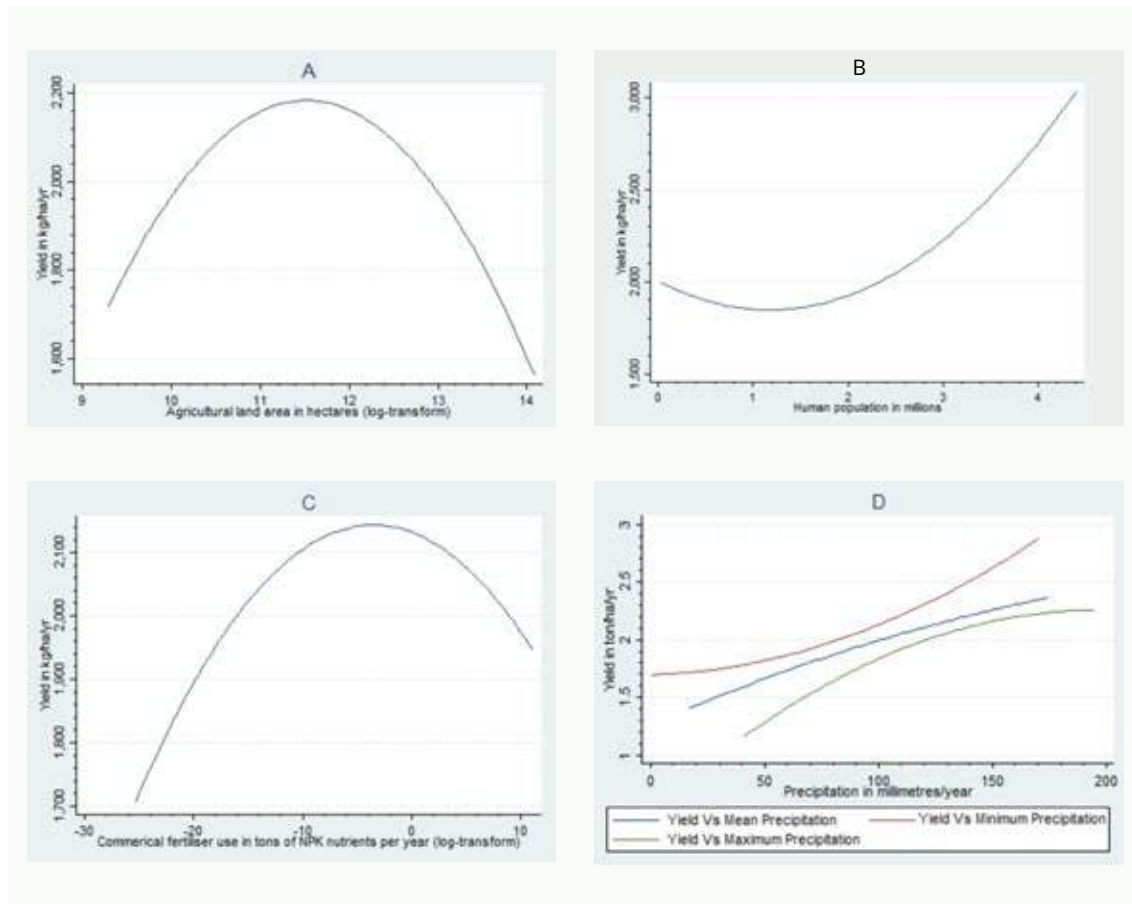 A
Yield in kg/ha/yr
2,200
2,000
1,800
1,600
9 10 11 12 13 14
Agricultural land area in hectares (log-transform)
B
Yield in kg/ha/yr
3,000
2,500
2,000
1,500
0 1 2 3 4
Human population in millions
C
Yield in kg/ha/yr
2,100
2,000
1,900
1,800
1,700
-30 -20 -10 0 10
Commerical fertliser use in tons of NPK nutrients per year (log-transform)
D
Yield in ton/ha/yr
3
2.5
2
1.5
1
0 50 100 150 200
Precipitation in millimetres/year
Yield Vs Mean Precipitation Yield Vs Minimum Precipitation
Yield Vs Maximum Precipitation